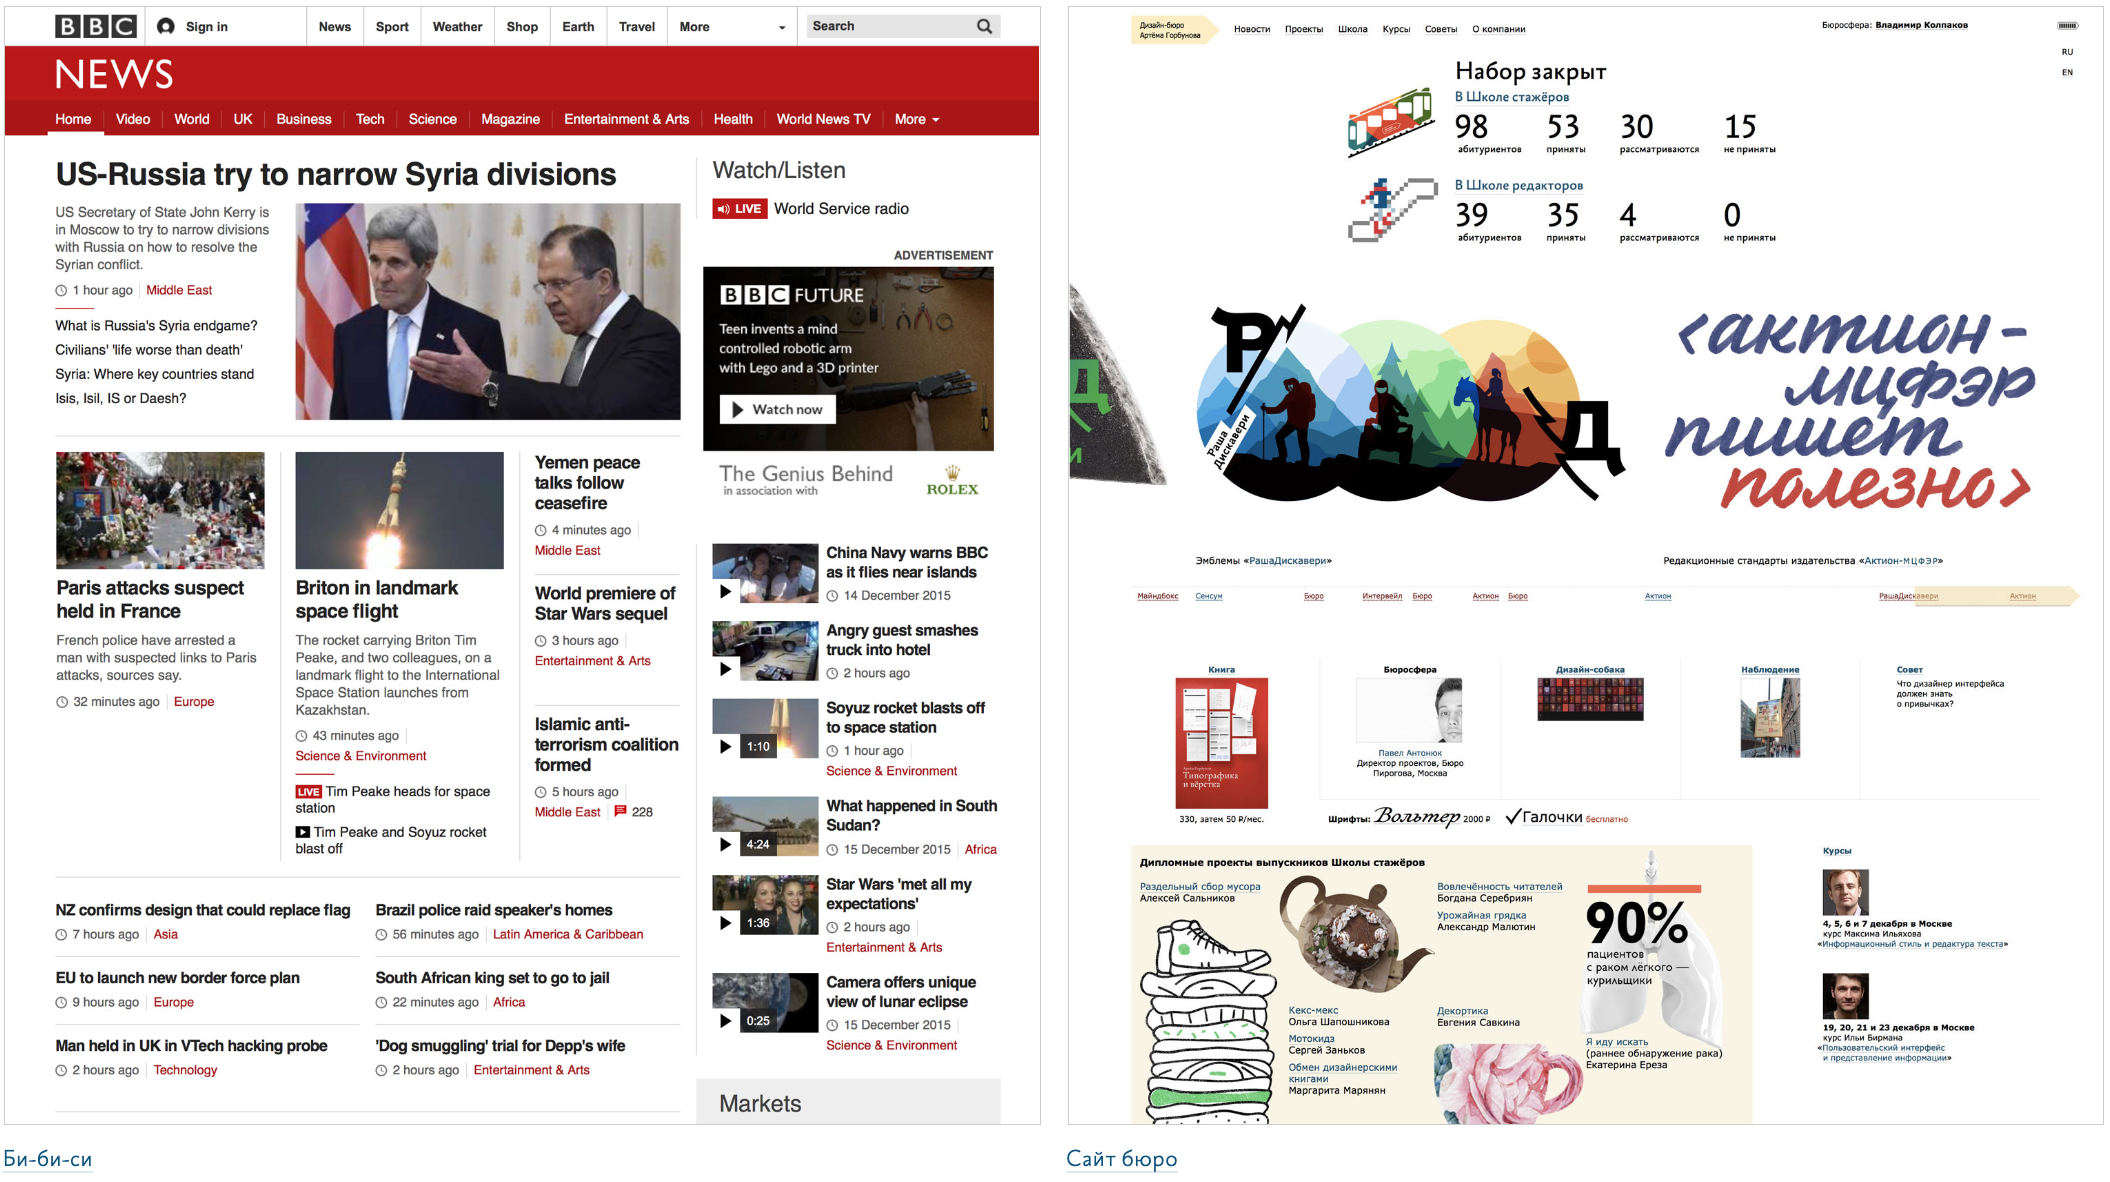 BBC
Sign in
News
Sport
Weather
Shop
Earth
Travel
More
Search
NEWS
Home
Video
World
UK
Business
Tech
Science
Magazine
Entertainment & Arts
Health
World News TV
More
US-Russia try to narrow Syria divisions
US Secretary of State John Kerry is
in Moscow to try to narrow divisions
with Russia on how to resolve the
Syrian conflict.
1 hour ago
Middle East
What is Russia's Syria endgame?
Civilians' 'life worse than death'
Syria: Where key countries stand
Isis, Isil, IS or Daesh?
Paris attacks suspect
held in France
French police have arrested a
man with suspected links to Paris
attacks, sources say.
32 minutes ago
Europe
Briton in landmark
space flight
The rocket carrying Briton Tim
Peake, and two colleagues, on a
landmark flight to the International
Space Station launches from
Kazakhstan.
43 minutes ago
Science & Environment
LIVE Tim Peake heads for space
station
Tim Peake and Soyuz rocket
blast off
Yemen peace
talks follow
ceasefire
4 minutes ago
Middle East
World premiere of
Star Wars sequel
3 hours ago
Entertainment & Arts
Islamic anti-
terrorism coalition
formed
5 hours ago
Middle East
228
NZ confirms design that could replace flag
7 hours ago
Asia
Brazil police raid speaker's homes
56 minutes ago
Latin America & Caribbean
EU to launch new border force plan
9 hours ago
Europe
South African king set to go to jail
22 minutes ago
Africa
Man held in UK in VTech hacking probe
2 hours ago
Technology
'Dog smuggling' trial for Depp's wife
2 hours ago
Entertainment & Arts
Watch/Listen
LIVE World Service radio
ADVERTISEMENT
BBC FUTURE
Teen invents a mind
controlled robotic arm
with Lego and a 3D printer
Watch now
The Genius Behind
in association with
ROLEX
China Navy warns BBC
as it flies near islands
14 December 2015
Angry guest smashes
truck into hotel
2 hours ago
Soyuz rocket blasts off
to space station
1:10
1 hour ago
Science & Environment
What happened in South
Sudan?
4:24
15 December 2015
Africa
Star Wars 'met all my
expectations'
1:36
2 hours ago
Entertainment & Arts
Camera offers unique
view of lunar eclipse
0:25
15 December 2015
Science & Environment
Markets
Би-би-си
Дизайн-бюро
Артёма Горбунова
Новости
Проекты
Школа
Курсы
Советы
О компании
Бюросфера: Владимир Колпаков
RU
EN
Набор закрыт
В Школе стажёров
98
53
30
15
абитуриентов
приняты
рассматриваются
не приняты
В Школе редакторов
39
35
4
0
абитуриентов
приняты
рассматриваются
не приняты
Р
Д
Раша
Дискавери
<актион-
мцфэр
пишет
полезно>
Эмблемы «РашаДискавери»
Редакционные стандарты издательства «Актион-МЦФЭР»
Майндбокс
Сенсум
Бюро
Интервейл
Бюро
Актион
Бюро
Актион
РашаДискавери
Актион
Книга
Типографика
и вёрстка
330, затем 50 ₽/мес.
Бюросфера
Павел Антонюк
Директор проектов, Бюро
Пирогова, Москва
Дизайн-собака
Наблюдение
Совет
Что дизайнер интерфейса
должен знать
о привычках?
Шрифты: Вольтер 2000 ₽
Галочки бесплатно
Дипломные проекты выпускников Школы стажёров
Раздельный сбор мусора
Алексей Сальников
Вовлечённость читателей
Богдана Серебриян
Урожайная грядка
Александр Малютин
90%
пациентов
с раком лёгкого —
курильщики
Кекс-мекс
Ольга Шапошникова
Мотокидз
Сергей Заньков
Обмен дизайнерскими
книгами
Маргарита Марянян
Декортика
Евгения Савкина
Я иду искать
(раннее обнаружение рака)
Екатерина Ереза
Курсы
4, 5, 6 и 7 декабря в Москве
курс Максима Ильяхова
«Информационный стиль и редактура текста»
19, 20, 21 и 23 декабря в Москве
курс Ильи Бирмана
«Пользовательский интерфейс
и представление информации»
Сайт бюро